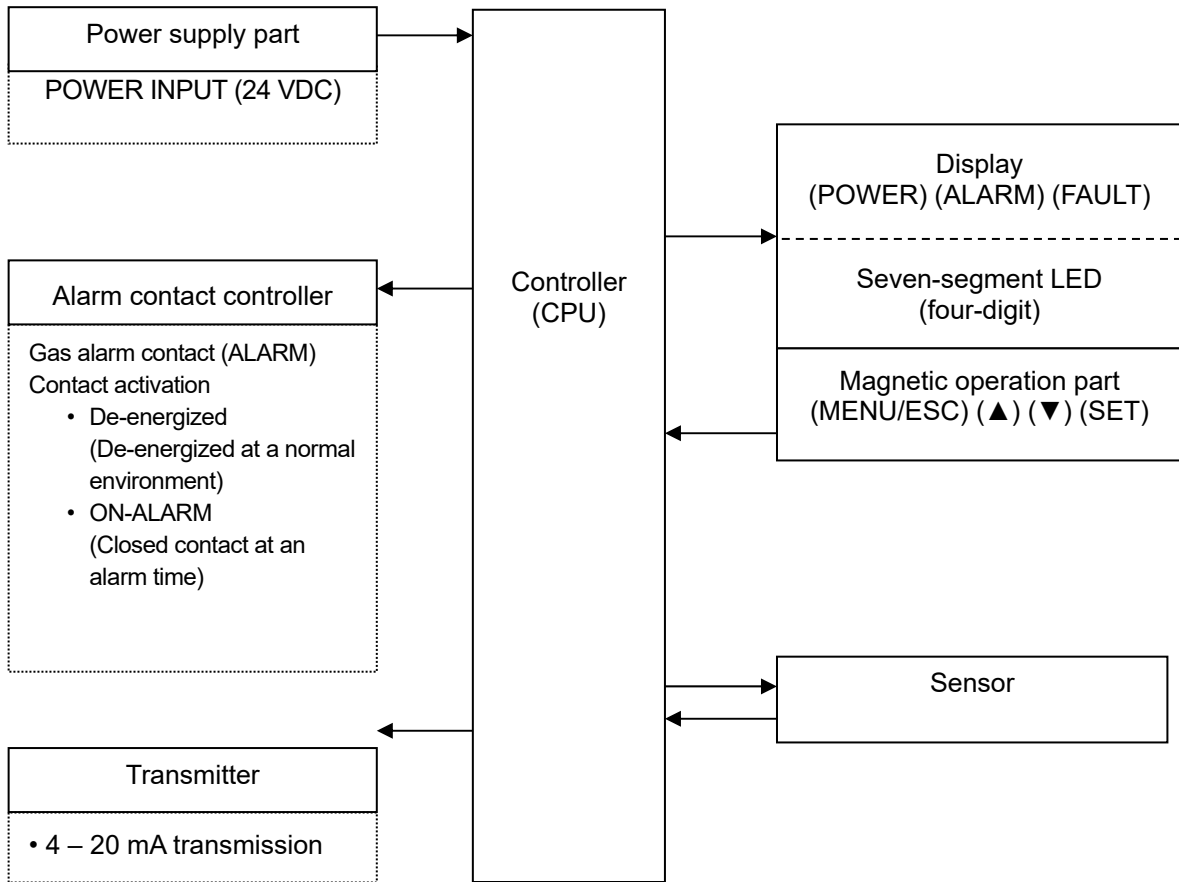 Power supply part
POWER INPUT (24 VDC)
Alarm contact controller
Gas alarm contact (ALARM)
Contact activation
• De-energized
(De-energized at a normal
environment)
• ON-ALARM
(Closed contact at an
alarm time)
Transmitter
• 4 – 20 mA transmission
Controller
(CPU)
Display
(POWER) (ALARM) (FAULT)
Seven-segment LED
(four-digit)
Magnetic operation part
(MENU/ESC) (▲) (▼) (SET)
Sensor